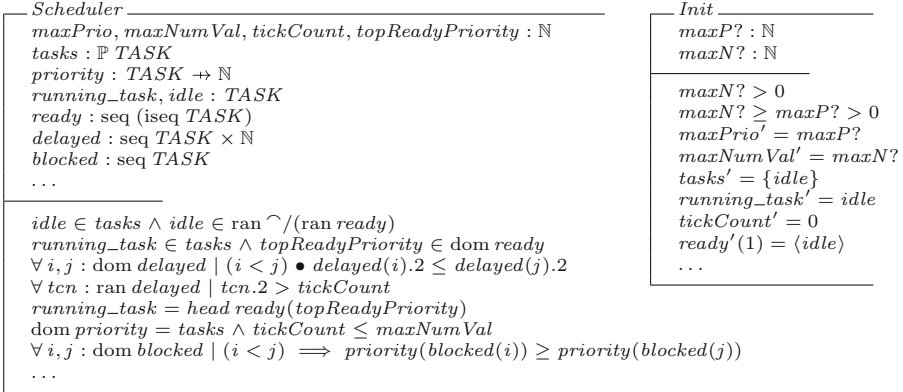 Scheduler
maxPrio, maxNumVal, tickCount, topReadyPriority : ℕ
tasks : ℙ TASK
priority : TASK ⇸ ℕ
running_task, idle : TASK
ready : seq (iseq TASK)
delayed : seq TASK × ℕ
blocked : seq TASK
. . .
idle ∈ tasks ∧ idle ∈ ran ⌢/(ran ready)
running_task ∈ tasks ∧ topReadyPriority ∈ dom ready
∀ i, j : dom delayed | (i < j) • delayed(i).2 ≤ delayed(j).2
∀ tcn : ran delayed | tcn.2 > tickCount
running_task = head ready(topReadyPriority)
dom priority = tasks ∧ tickCount ≤ maxNumVal
∀ i, j : dom blocked | (i < j) ⟹ priority(blocked(i)) ≥ priority(blocked(j))
. . .
Init
maxP? : ℕ
maxN? : ℕ
maxN? > 0
maxN? ≥ maxP? > 0
maxPrio′ = maxP?
maxNumVal′ = maxN?
tasks′ = {idle}
running_task′ = idle
tickCount′ = 0
ready′(1) = ⟨idle⟩
. . .